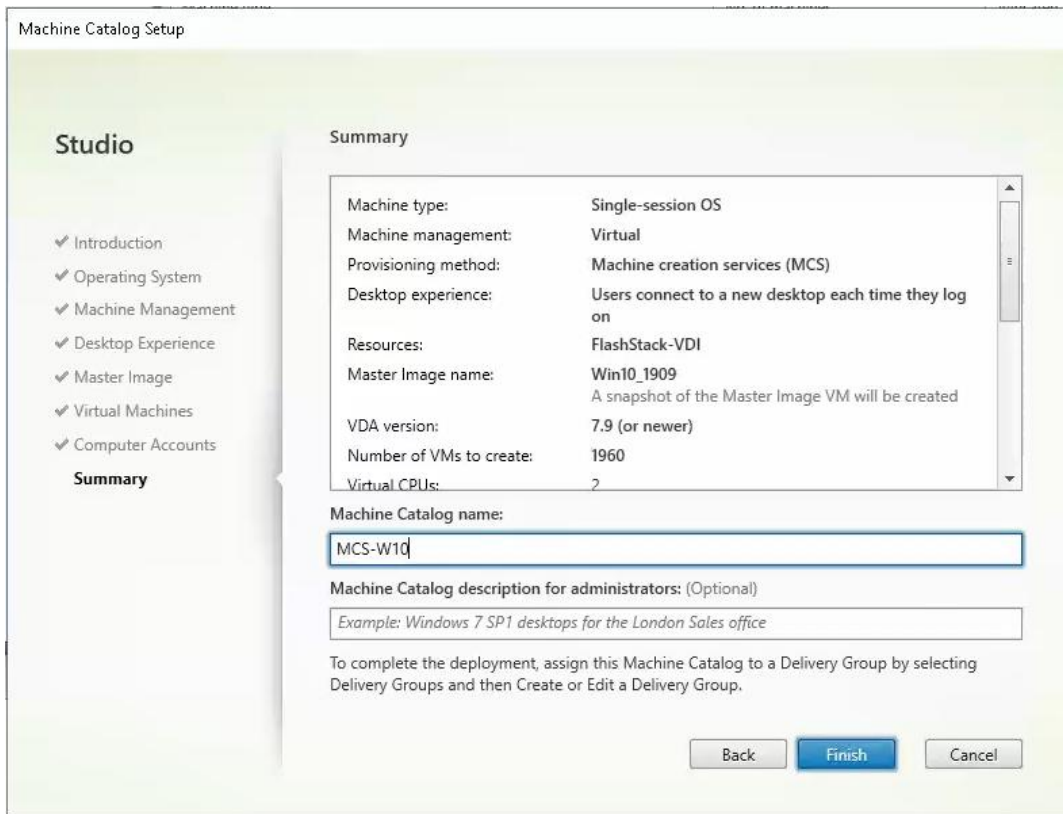 Machine Catalog Setup
Studio
Introduction
Operating System
Machine Management
Desktop Experience
Master Image
Virtual Machines
Computer Accounts
Summary
Summary
Machine type: Single-session OS
Machine management: Virtual
Provisioning method: Machine creation services (MCS)
Desktop experience: Users connect to a new desktop each time they log
on
Resources: FlashStack-VDI
Master Image name: Win10_1909
A snapshot of the Master Image VM will be created
VDA version: 7.9 (or newer)
Number of VMs to create: 1960
Virtual CPUs: 2
Machine Catalog name:
MCS-W10
Machine Catalog description for administrators: (Optional)
Example: Windows 7 SP1 desktops for the London Sales office
To complete the deployment, assign this Machine Catalog to a Delivery Group by selecting
Delivery Groups and then Create or Edit a Delivery Group.
Back Finish Cancel